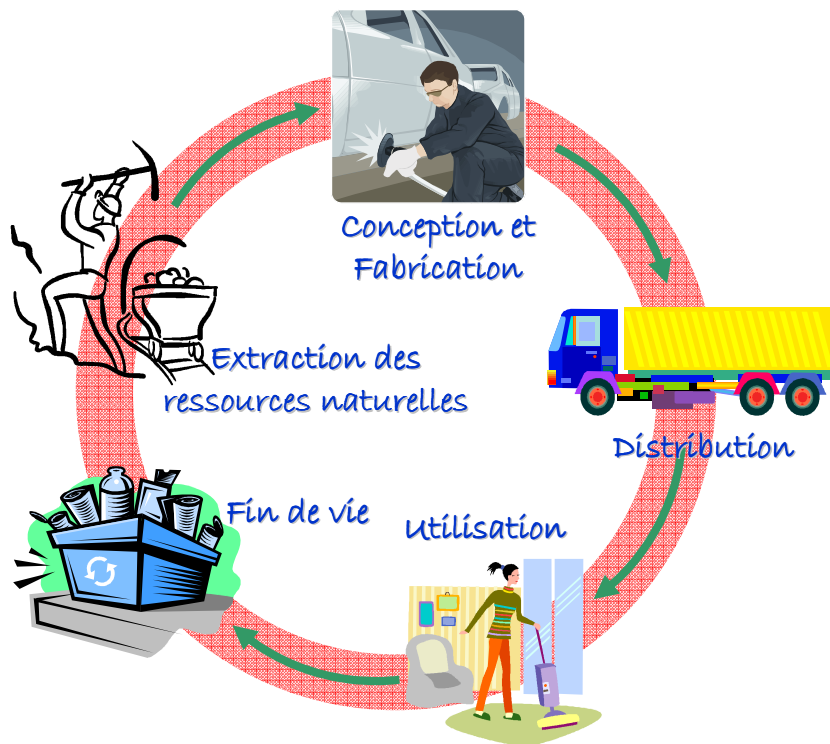 Conception et
Fabrication
Extraction des
ressources naturelles
Distribution
Fin de vie
Utilisation